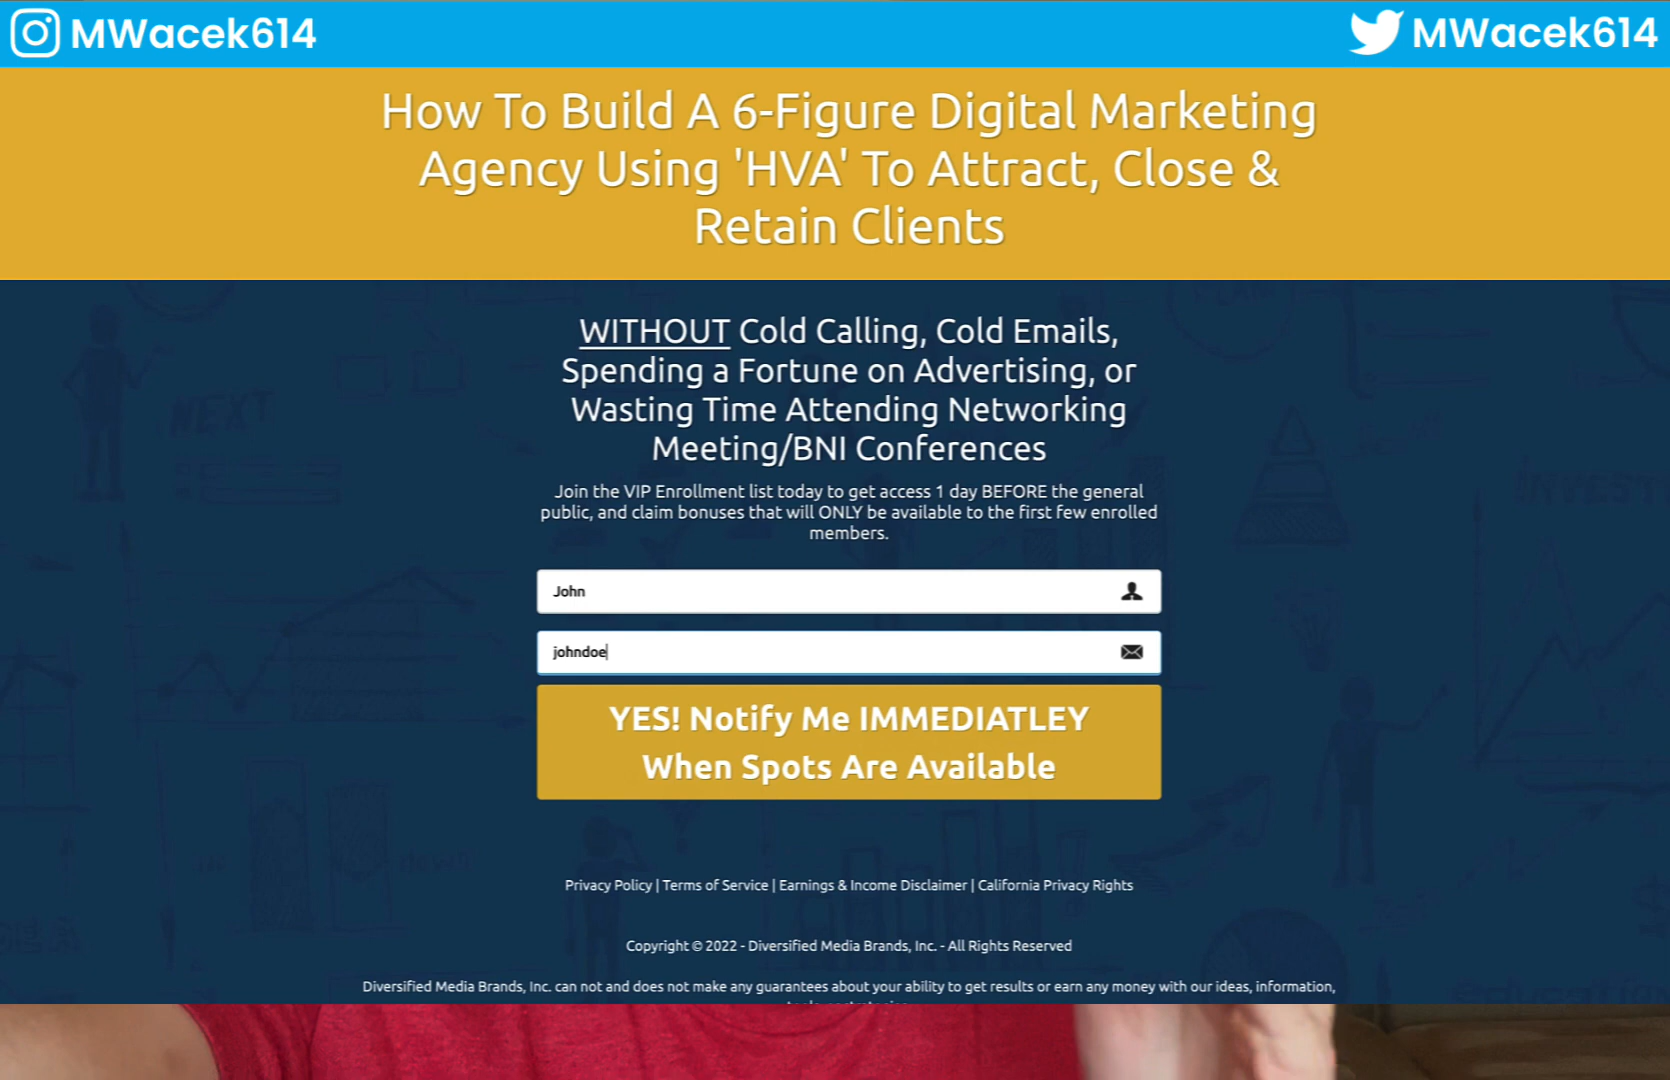 MWacek614
MWacek614
How To Build A 6-Figure Digital Marketing
Agency Using 'HVA' To Attract, Close &
Retain Clients
WITHOUT Cold Calling, Cold Emails,
Spending a Fortune on Advertising, or
Wasting Time Attending Networking
Meeting/BNI Conferences
Join the VIP Enrollment list today to get access 1 day BEFORE the general
public, and claim bonuses that will ONLY be available to the first few enrolled
members.
John
johndoe
YES! Notify Me IMMEDIATLEY
When Spots Are Available
Privacy Policy | Terms of Service | Earnings & Income Disclaimer | California Privacy Rights
Copyright © 2022 - Diversified Media Brands, Inc. - All Rights Reserved
Diversified Media Brands, Inc. can not and does not make any guarantees about your ability to get results or earn any money with our ideas, information,
NEXT
PLAN
INVEST
education